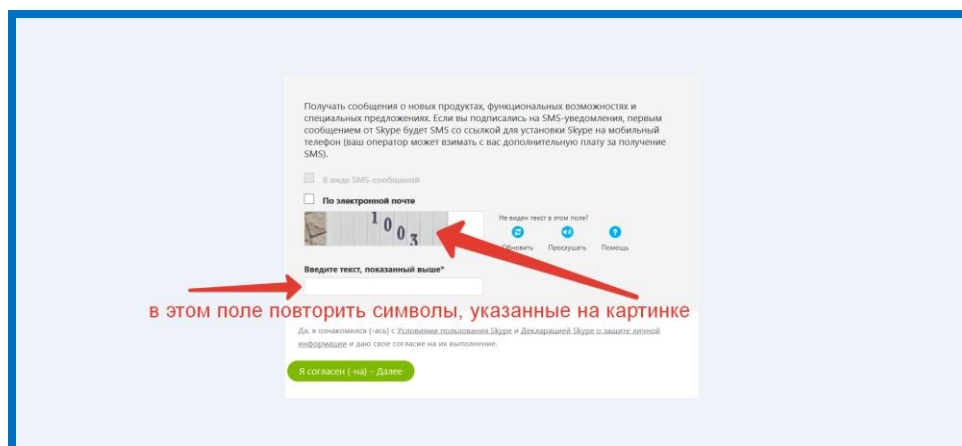 Получать сообщения о новых продуктах, функциональных возможностях и
специальных предложениях. Если вы подписались на SMS-уведомления, первым
сообщением от Skype будет SMS со ссылкой для установки Skype на мобильный
телефон (ваш оператор может взимать с вас дополнительную плату за получение
SMS).
В виде SMS-сообщений
По электронной почте
1003
Не виден текст в этом поле?
Обновить Прослушать Помощь
Введите текст, показанный выше*
в этом поле повторить символы, указанные на картинке
Да, я ознакомился (-ась) с Условиями пользования Skype и Декларацией Skype о защите личной
информации и даю свое согласие на их выполнение.
Я согласен (-на) – Далее